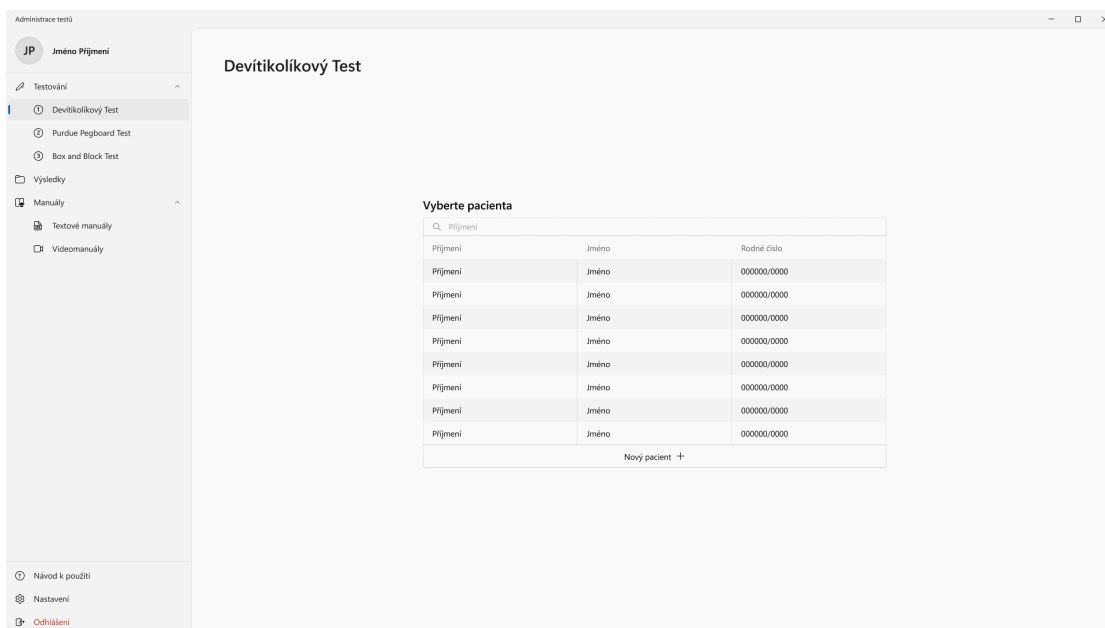 Administrace testů
JP Jméno Příjmení
Testování
1 Devítikolíkový Test
2 Purdue Pegboard Test
3 Box and Block Test
Výsledky
Manuály
Textové manuály
Videomanuály
Návod k použití
Nastavení
Odhlášení
Devítikolíkový Test
Vyberte pacienta
Příjmení
Příjmení Jméno Rodné číslo
Příjmení Jméno 000000/0000
Příjmení Jméno 000000/0000
Příjmení Jméno 000000/0000
Příjmení Jméno 000000/0000
Příjmení Jméno 000000/0000
Příjmení Jméno 000000/0000
Příjmení Jméno 000000/0000
Příjmení Jméno 000000/0000
Nový pacient +